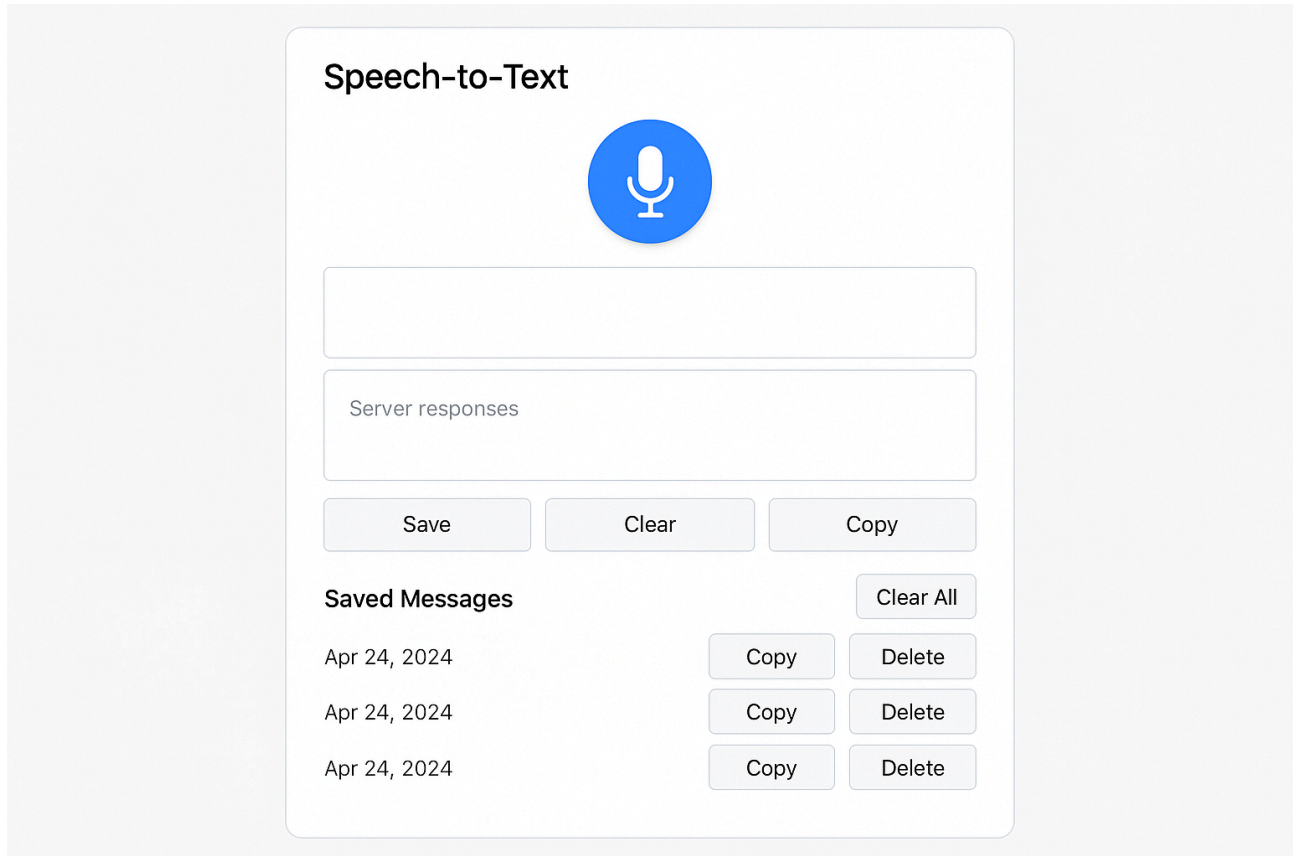 Speech-to-Text
Server responses
Save Clear Copy
Saved Messages Clear All
Apr 24, 2024 Copy Delete
Apr 24, 2024 Copy Delete
Apr 24, 2024 Copy Delete